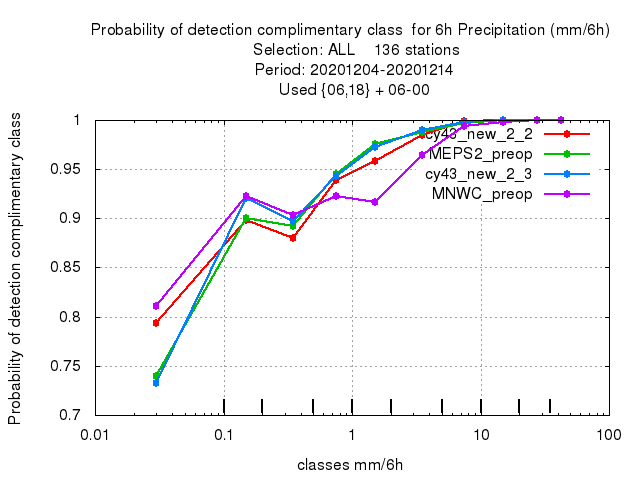 Probability of detection complimentary class  for 6h Precipitation (mm/6h)
Selection: ALL    136 stations
Period: 20201204-20201214
Used {06,18} + 06-00
Probability of detection complimentary class
1
0.95
0.9
0.85
0.8
0.75
0.7
cy43_new_2_2
MEPS2_preop
cy43_new_2_3
MNWC_preop
0.01
0.1
1
10
100
classes mm/6h